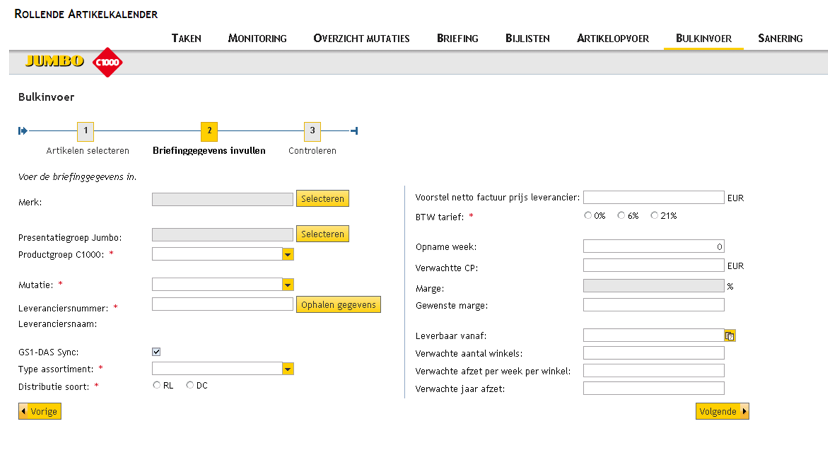 Rollende Artikelkalender
Taken Monitoring Overzicht mutaties Briefing Bijlisten Artikelopvoer Bulkinvoer Sanering
JUMBO C1000
Bulkinvoer
1 2 3
Artikelen selecteren Briefinggegevens invullen Controleren
Voer de briefinggegevens in.
Merk: Selecteren
Presentatiegroep Jumbo: Selecteren
Productgroep C1000: *
Mutatie: *
Leveranciersnummer: * Ophalen gegevens
Leveranciersnaam:
GS1-DAS Sync:
Type assortiment: *
Distributie soort: * RL DC
Vorige
Voorstel netto factuur prijs leverancier: EUR
BTW tarief: * 0% 6% 21%
Opname week: 0
Verwachtte CP: EUR
Marge: %
Gewenste marge:
Leverbaar vanaf:
Verwachte aantal winkels:
Verwachte afzet per week per winkel:
Verwachte jaar afzet:
Volgende